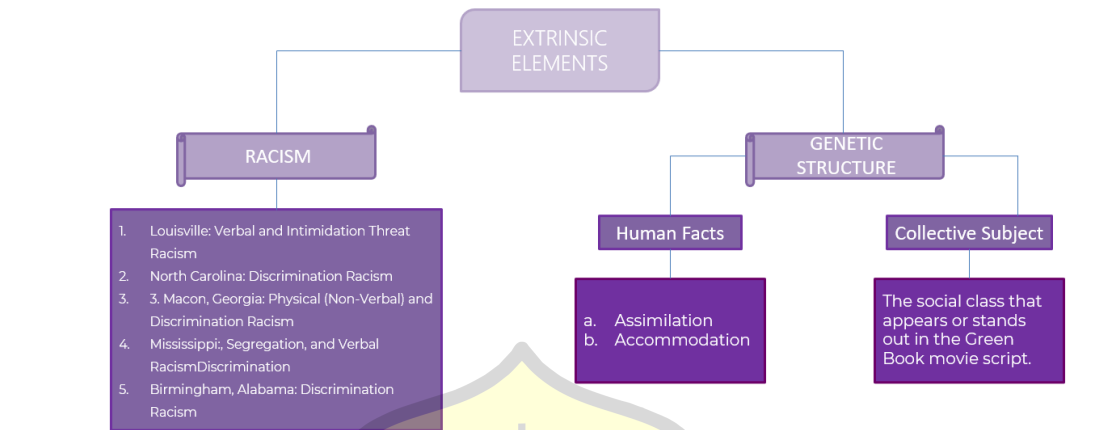 EXTRINSIC
ELEMENTS
RACISM
GENETIC
STRUCTURE
1. Louisville: Verbal and Intimidation Threat
Racism
2. North Carolina: Discrimination Racism
3. 3. Macon, Georgia: Physical (Non-Verbal) and
Discrimination Racism
4. Mississippi:, Segregation, and Verbal
RacismDiscrimination
5. Birmingham, Alabama: Discrimination
Racism
Human Facts
a. Assimilation
b. Accommodation
Collective Subject
The social class that
appears or stands
out in the Green
Book movie script.